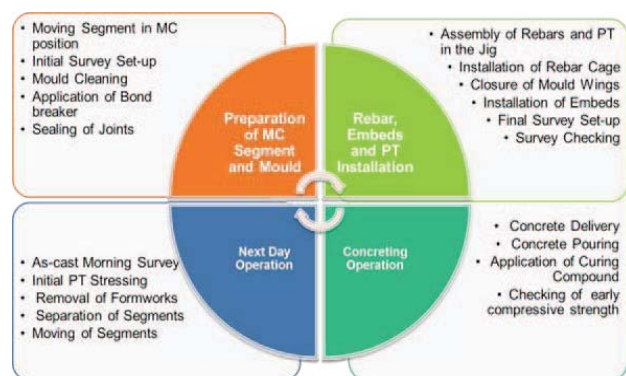 Moving Segment in MC
position
Initial Survey Set-up
Mould Cleaning
Application of Bond
breaker
Sealing of Joints
Preparation
of MC
Segment
and Mould
Assembly of Rebars and PT
in the Jig
Installation of Rebar Cage
Closure of Mould Wings
Installation of Embeds
Final Survey Set-up
Survey Checking
Rebar,
Embeds
and PT
Installation
As-cast Morning Survey
Initial PT Stressing
Removal of Formworks
Separation of Segments
Moving of Segments
Next Day
Operation
Concreting
Operation
Concrete Delivery
Concrete Pouring
Application of Curing
Compound
Checking of early
compressive strength